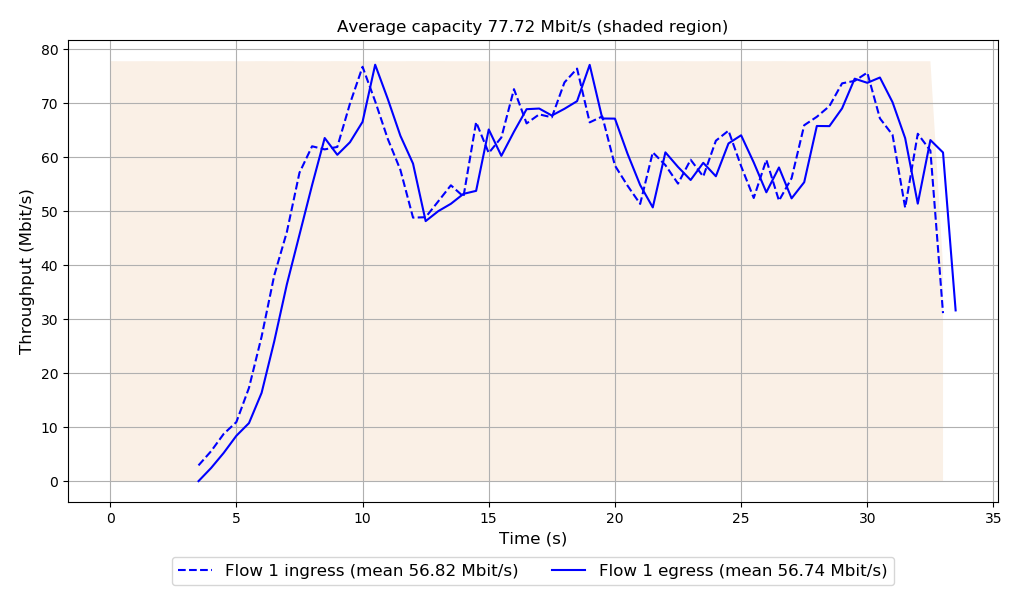 Average capacity 77.72 Mbit/s (shaded region)
Throughput (Mbit/s)
80
70
60
50
40
30
20
10
0
0 5 10 15 20 25 30 35
Time (s)
Flow 1 ingress (mean 56.82 Mbit/s) Flow 1 egress (mean 56.74 Mbit/s)